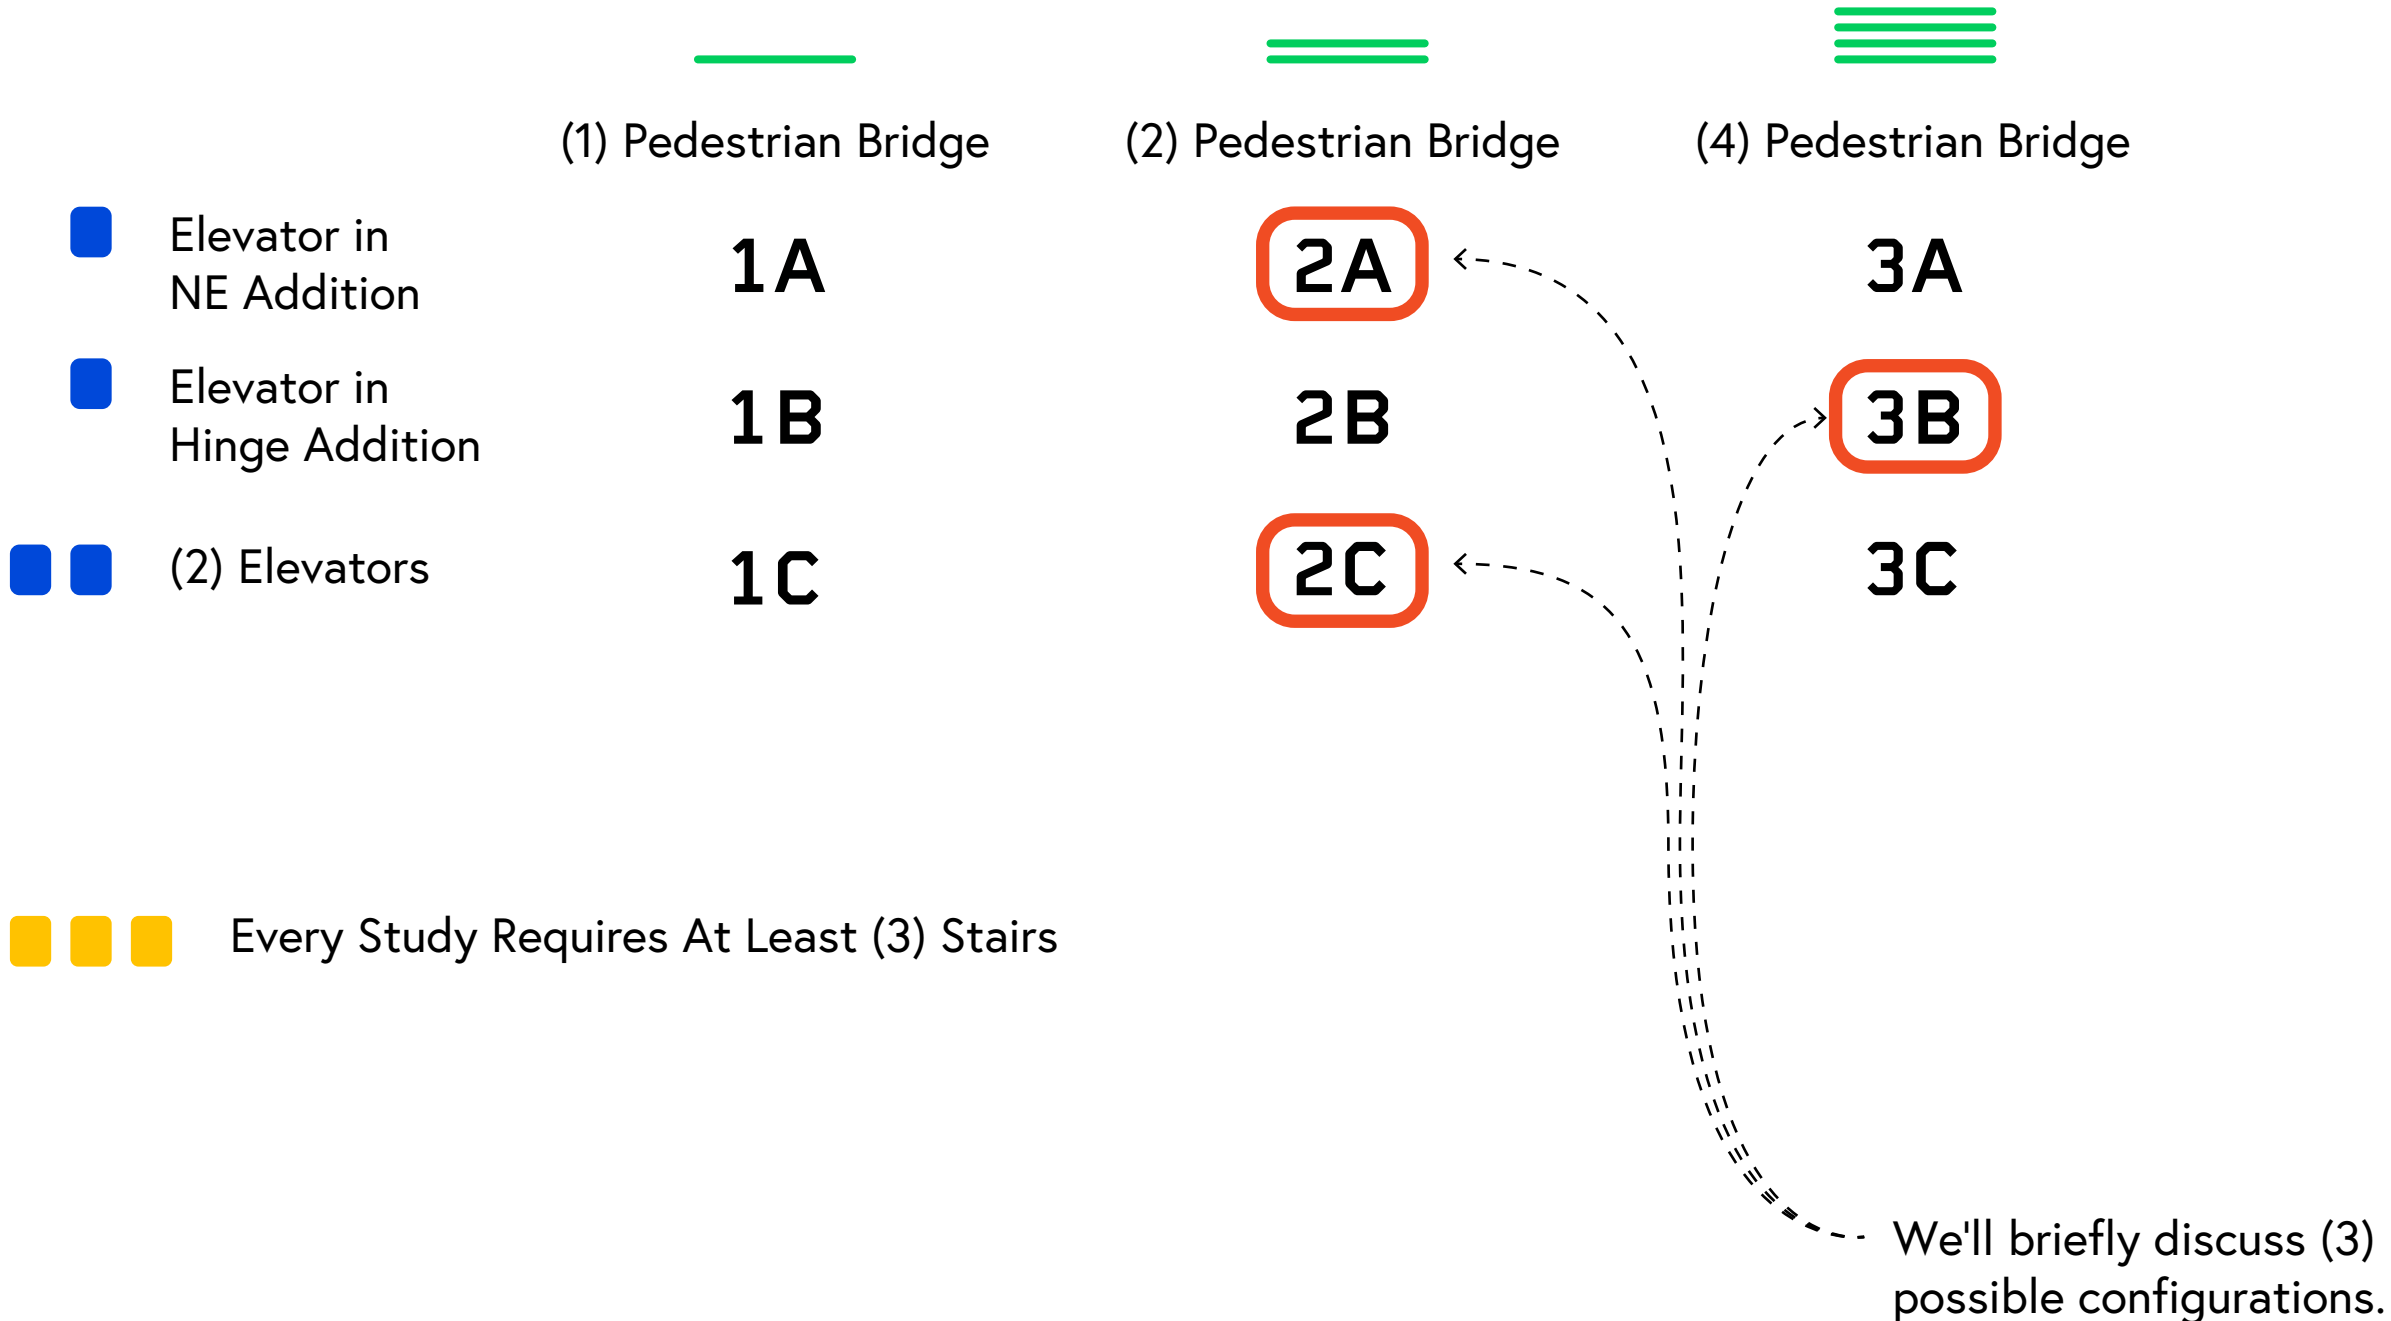 (1) Pedestrian Bridge
(2) Pedestrian Bridge
(4) Pedestrian Bridge
Elevator in
NE Addition
1A
2A
3A
Elevator in
Hinge Addition
1B
2B
3B
(2) Elevators
1C
2C
3C
Every Study Requires At Least (3) Stairs
We'll briefly discuss (3)
possible configurations.